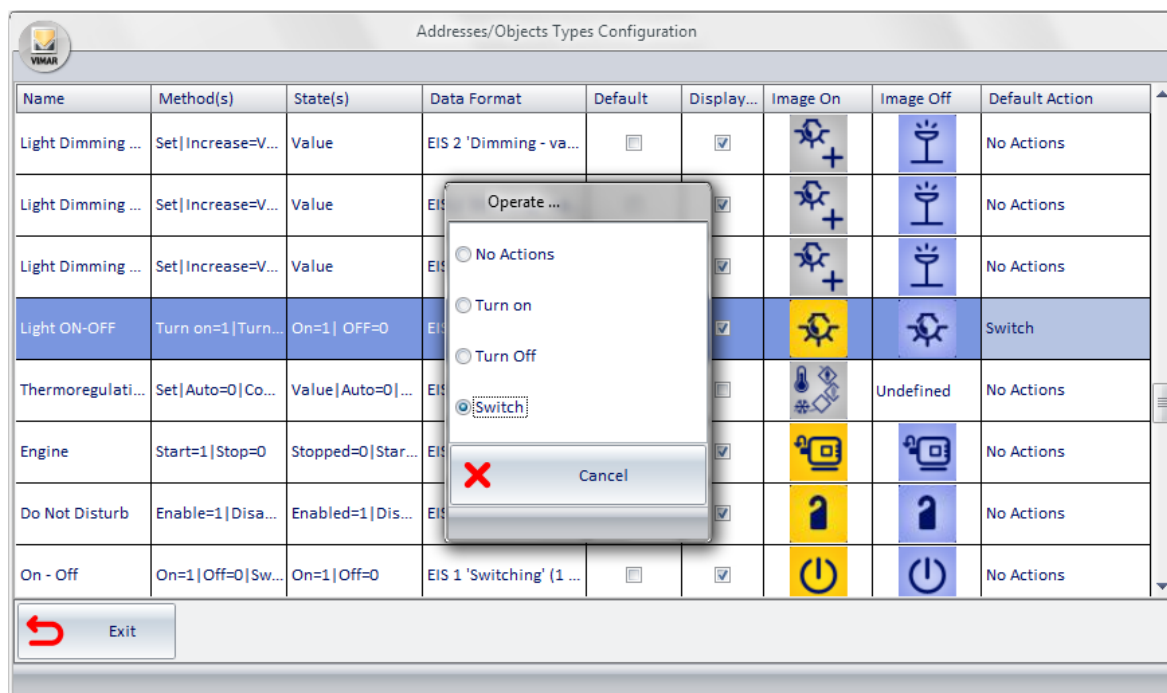 Addresses/Objects Types Configuration
VIMAR
Name Method(s) State(s) Data Format Default Display... Image On Image Off Default Action
Light Dimming ... Set|Increase=V... Value EIS 2 'Dimming - va... No Actions
Light Dimming ... Set|Increase=V... Value EIS No Actions
Light Dimming ... Set|Increase=V... Value EIS No Actions
Light ON-OFF Turn on=1|Turn... On=1| OFF=0 EIS Switch
Thermoregulati... Set|Auto=0|Co... Value|Auto=0|... EIS Undefined No Actions
Engine Start=1|Stop=0 Stopped=0|Star... EIS No Actions
Do Not Disturb Enable=1|Disa... Enabled=1|Dis... EIS No Actions
On - Off On=1|Off=0|Sw... On=1|Off=0 EIS 1 'Switching' (1 ... No Actions
Operate ...
No Actions
Turn on
Turn Off
Switch
Cancel
Exit